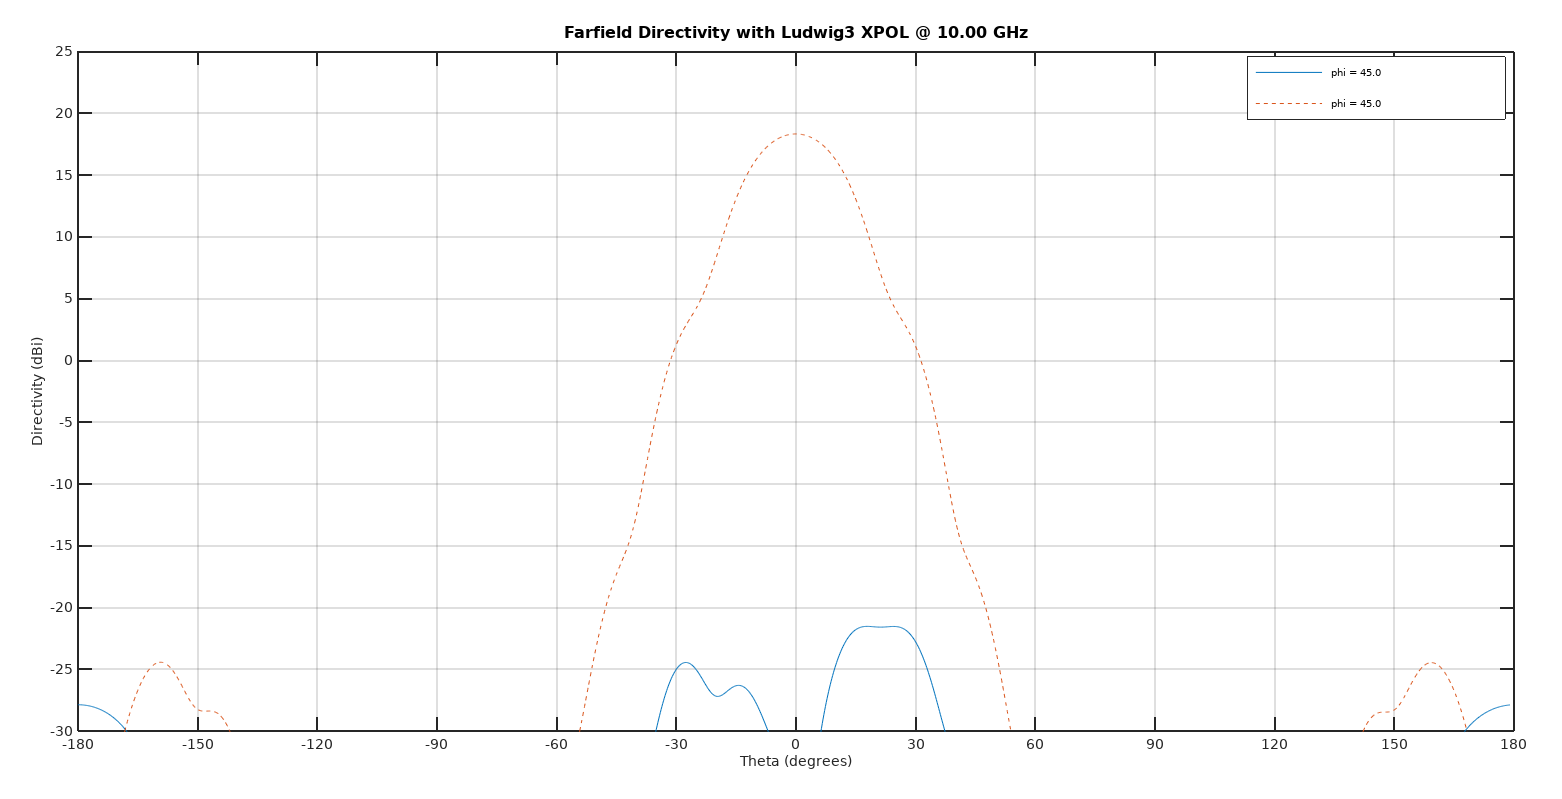 Farfield Directivity with Ludwig3 XPOL @ 10.00 GHz
phi = 45.0
phi = 45.0
Directivity (dBi)
25
20
15
10
5
0
-5
-10
-15
-20
-25
-30
-180 -150 -120 -90 -60 -30 0 30 60 90 120 150 180
Theta (degrees)